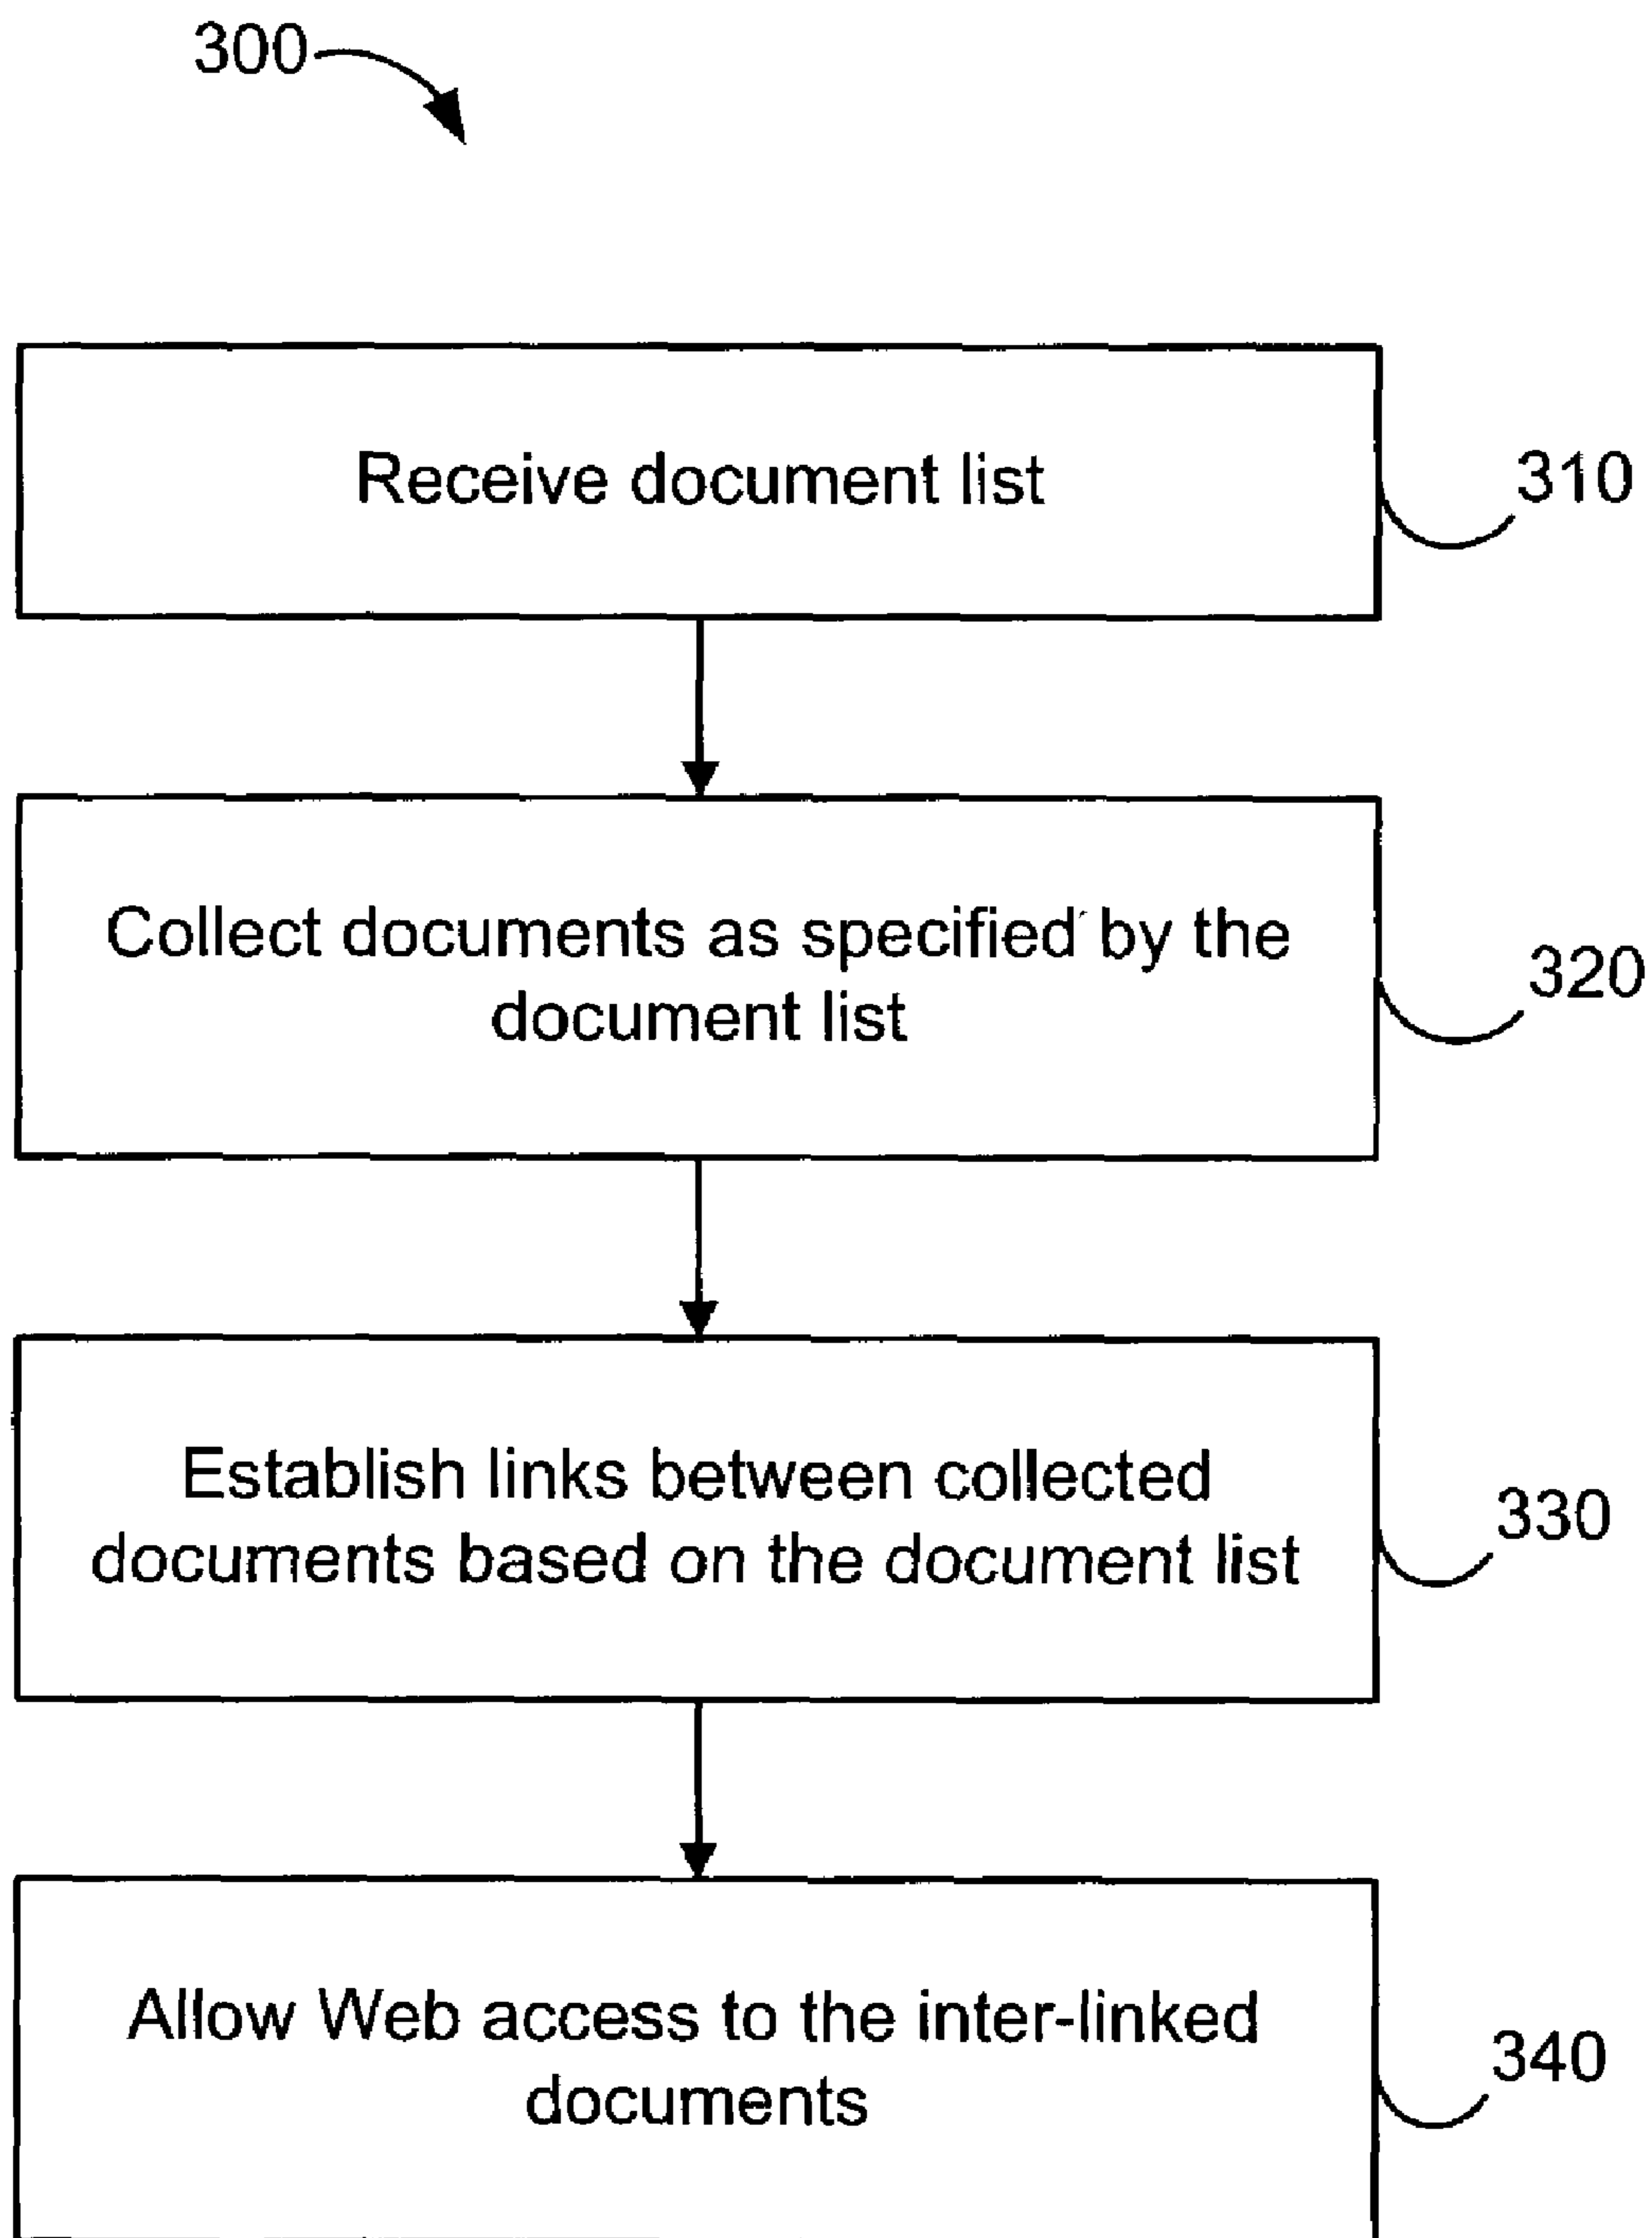 300
Receive document list
310
Collect documents as specified by the
document list
320
Establish links between collected
documents based on the document list
330
Allow Web access to the inter-linked
documents
340